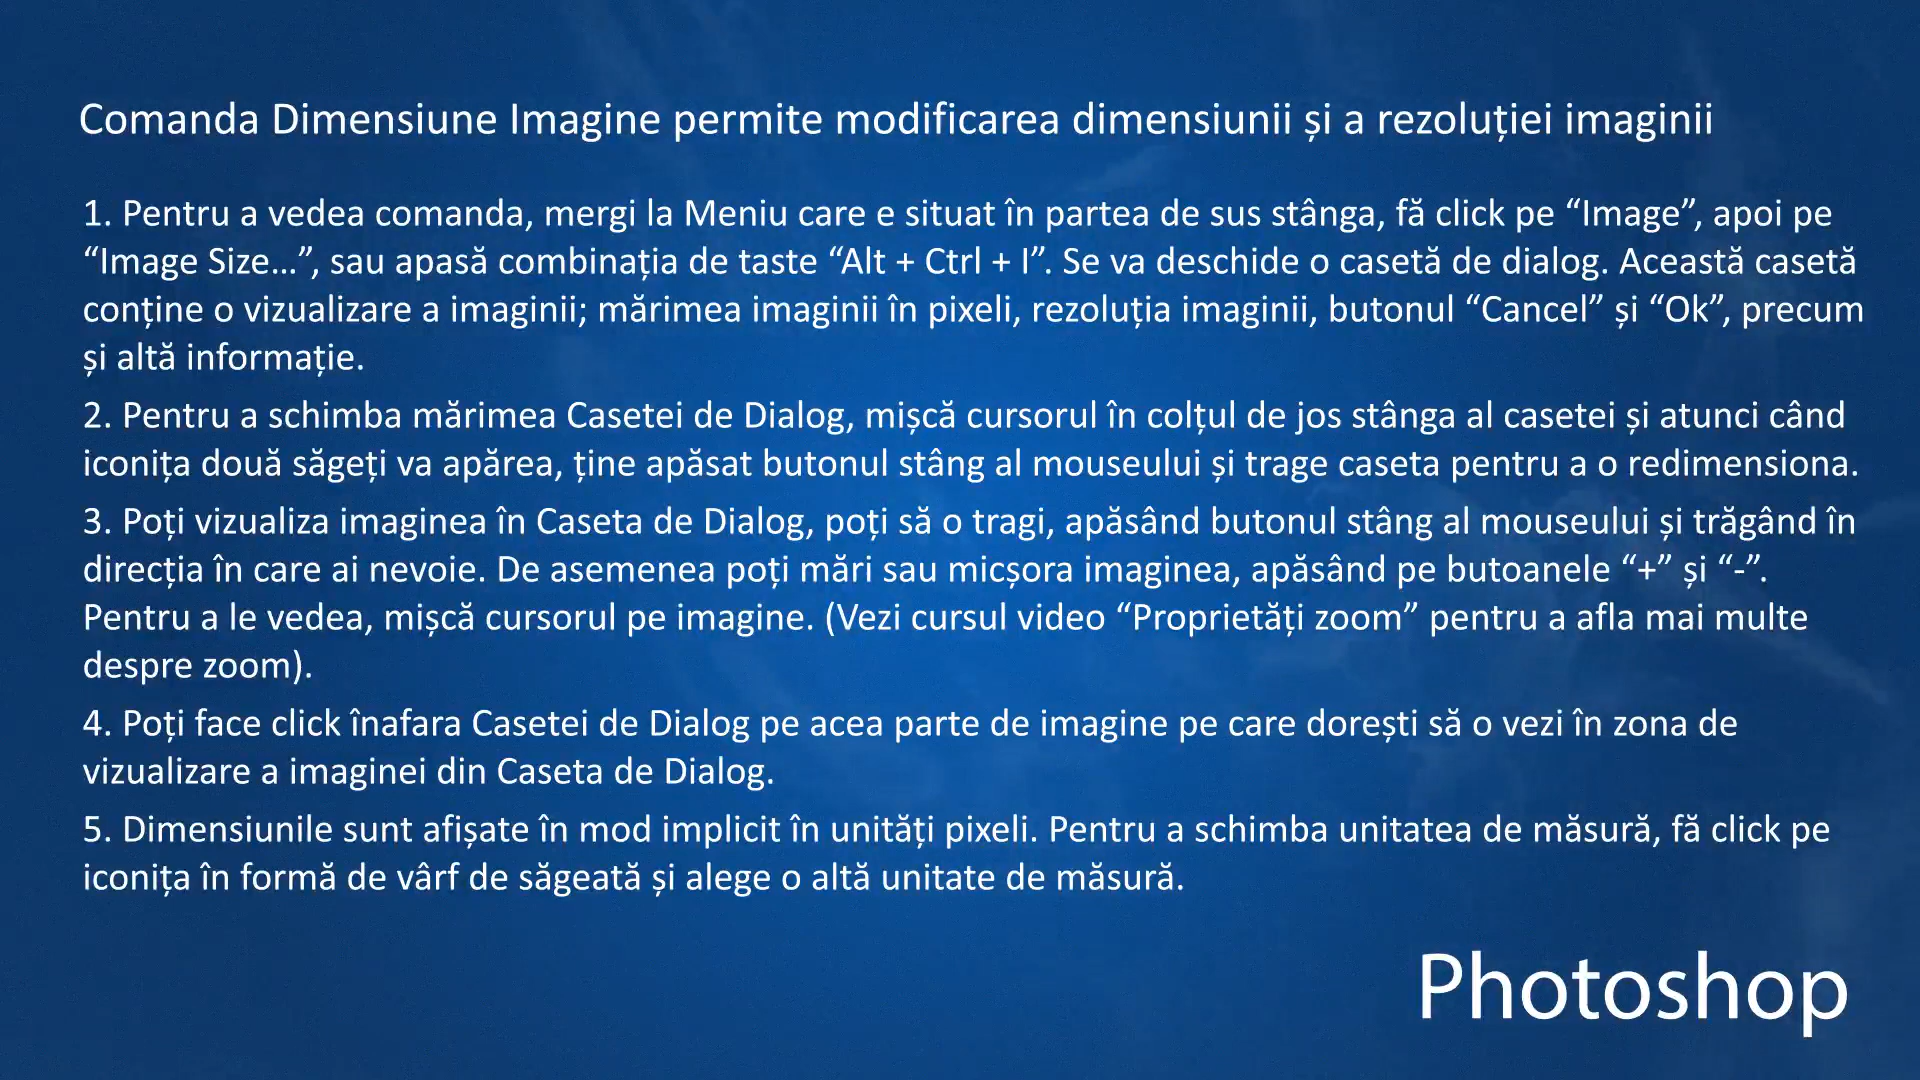 Comanda Dimensiune Imagine permite modificarea dimensiunii și a rezoluției imaginii
1. Pentru a vedea comanda, mergi la Meniu care e situat în partea de sus stânga, fă click pe “Image”, apoi pe
“Image Size…”, sau apasă combinația de taste “Alt + Ctrl + I”. Se va deschide o casetă de dialog. Această casetă
conține o vizualizare a imaginii; mărimea imaginii în pixeli, rezoluția imaginii, butonul “Cancel” și “Ok”, precum
și altă informație.
2. Pentru a schimba mărimea Casetei de Dialog, mișcă cursorul în colțul de jos stânga al casetei și atunci când
iconița două săgeți va apărea, ține apăsat butonul stâng al mouseului și trage caseta pentru a o redimensiona.
3. Poți vizualiza imaginea în Caseta de Dialog, poți să o tragi, apăsând butonul stâng al mouseului și trăgând în
direcția în care ai nevoie. De asemenea poți mări sau micșora imaginea, apăsând pe butoanele “+” și “-”.
Pentru a le vedea, mișcă cursorul pe imagine. (Vezi cursul video “Proprietăți zoom” pentru a afla mai multe
despre zoom).
4. Poți face click înafara Casetei de Dialog pe acea parte de imagine pe care dorești să o vezi în zona de
vizualizare a imaginei din Caseta de Dialog.
5. Dimensiunile sunt afișate în mod implicit în unități pixeli. Pentru a schimba unitatea de măsură, fă click pe
iconița în formă de vârf de săgeată și alege o altă unitate de măsură.
Photoshop